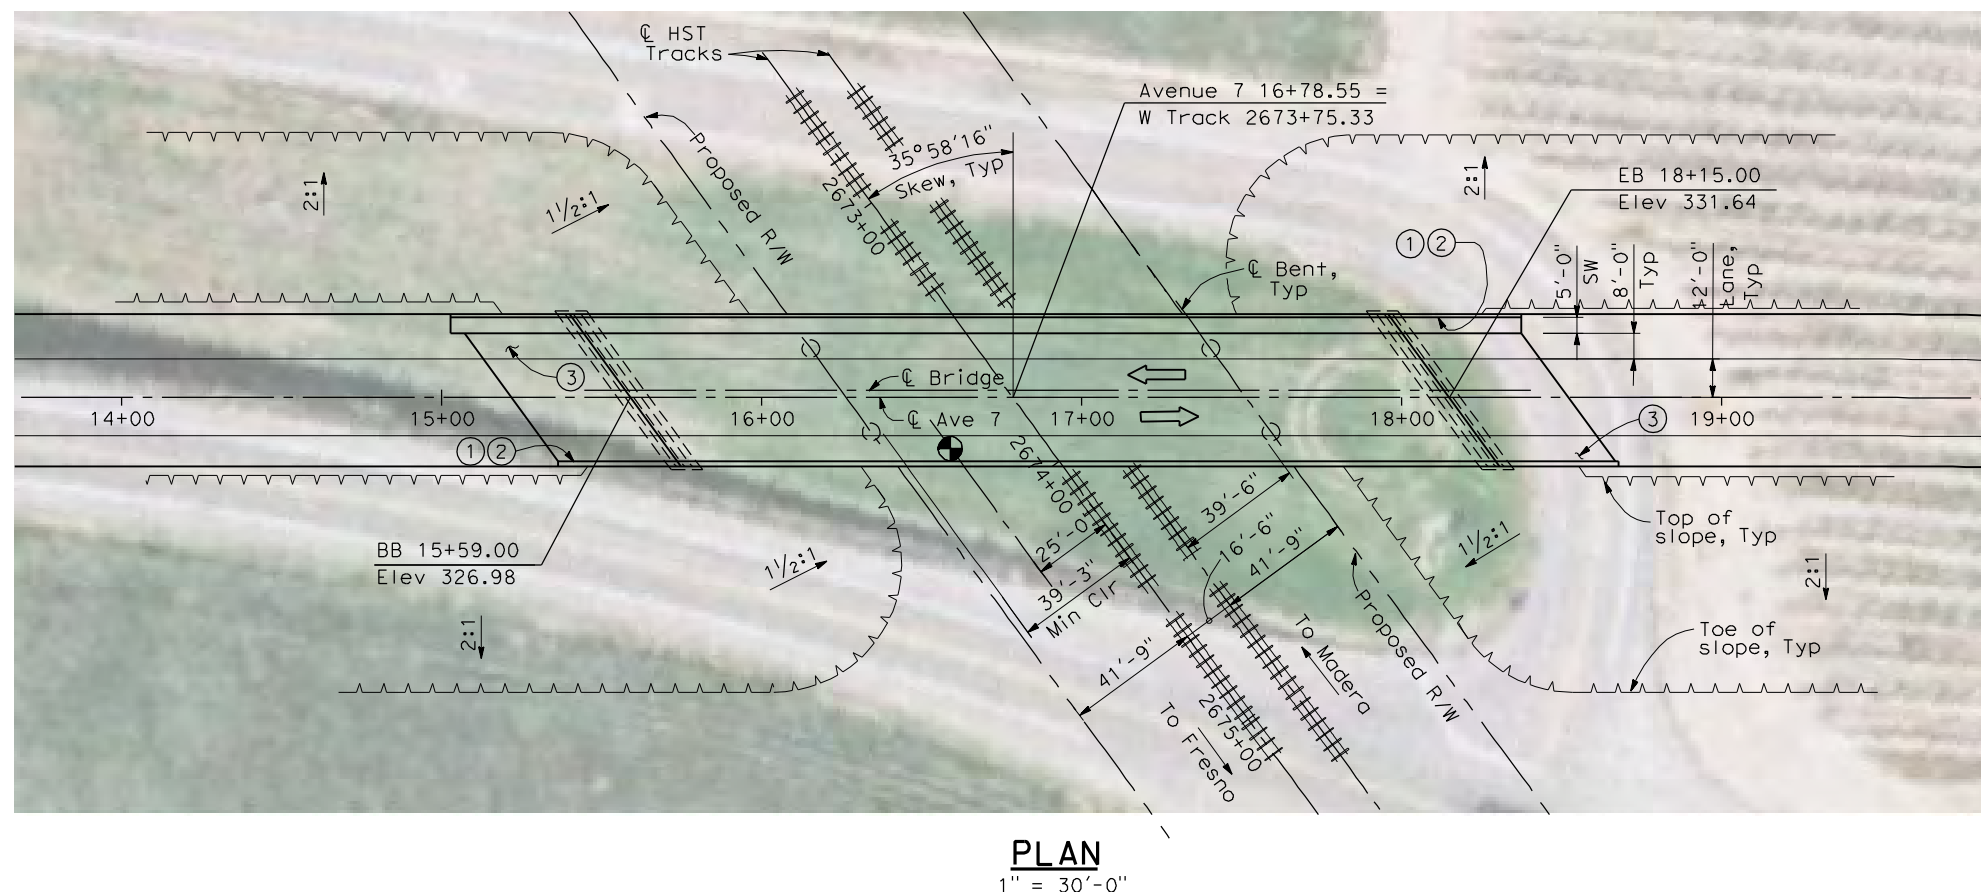 ℄ HST
Tracks
Avenue 7 16+78.55 =
W Track 2673+75.33
Proposed R/W
35°58'16"
Skew, Typ
2673+00
2:1
1½:1
2:1
EB 18+15.00
Elev 331.64
1 2
℄ Bent,
Typ
5'-0"
SW
8'-0"
Typ
12'-0"
Lane,
Typ
3
℄ Bridge
14+00
15+00
16+00
17+00
18+00
19+00
℄ Ave 7
3
1 2
2674+00
39'-6"
16'-6"
25'-0"
41'-9"
39'-3"
Min Clr
Top of
slope, Typ
BB 15+59.00
Elev 326.98
1½:1
1½:1
2:1
2:1
To Madera
Proposed R/W
Toe of
slope, Typ
41'-9"
2675+00
To Fresno
PLAN
1" = 30'-0"